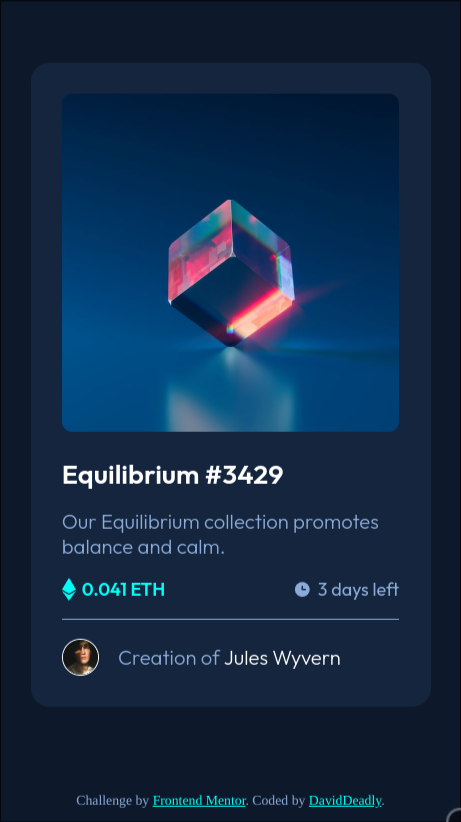 Equilibrium #3429
Our Equilibrium collection promotes
balance and calm.
0.041 ETH
3 days left
Creation of Jules Wyvern
Challenge by Frontend Mentor. Coded by DavidDeadly.